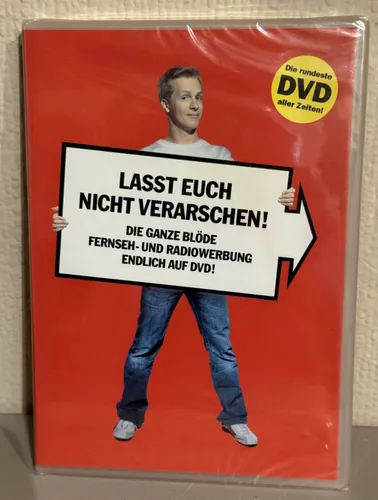 Die rundeste
DVD
aller Zeiten!
LASST EUCH
NICHT VERARSCHEN!
DIE GANZE BLÖDE
FERNSEH- UND RADIOWERBUNG
ENDLICH AUF DVD!